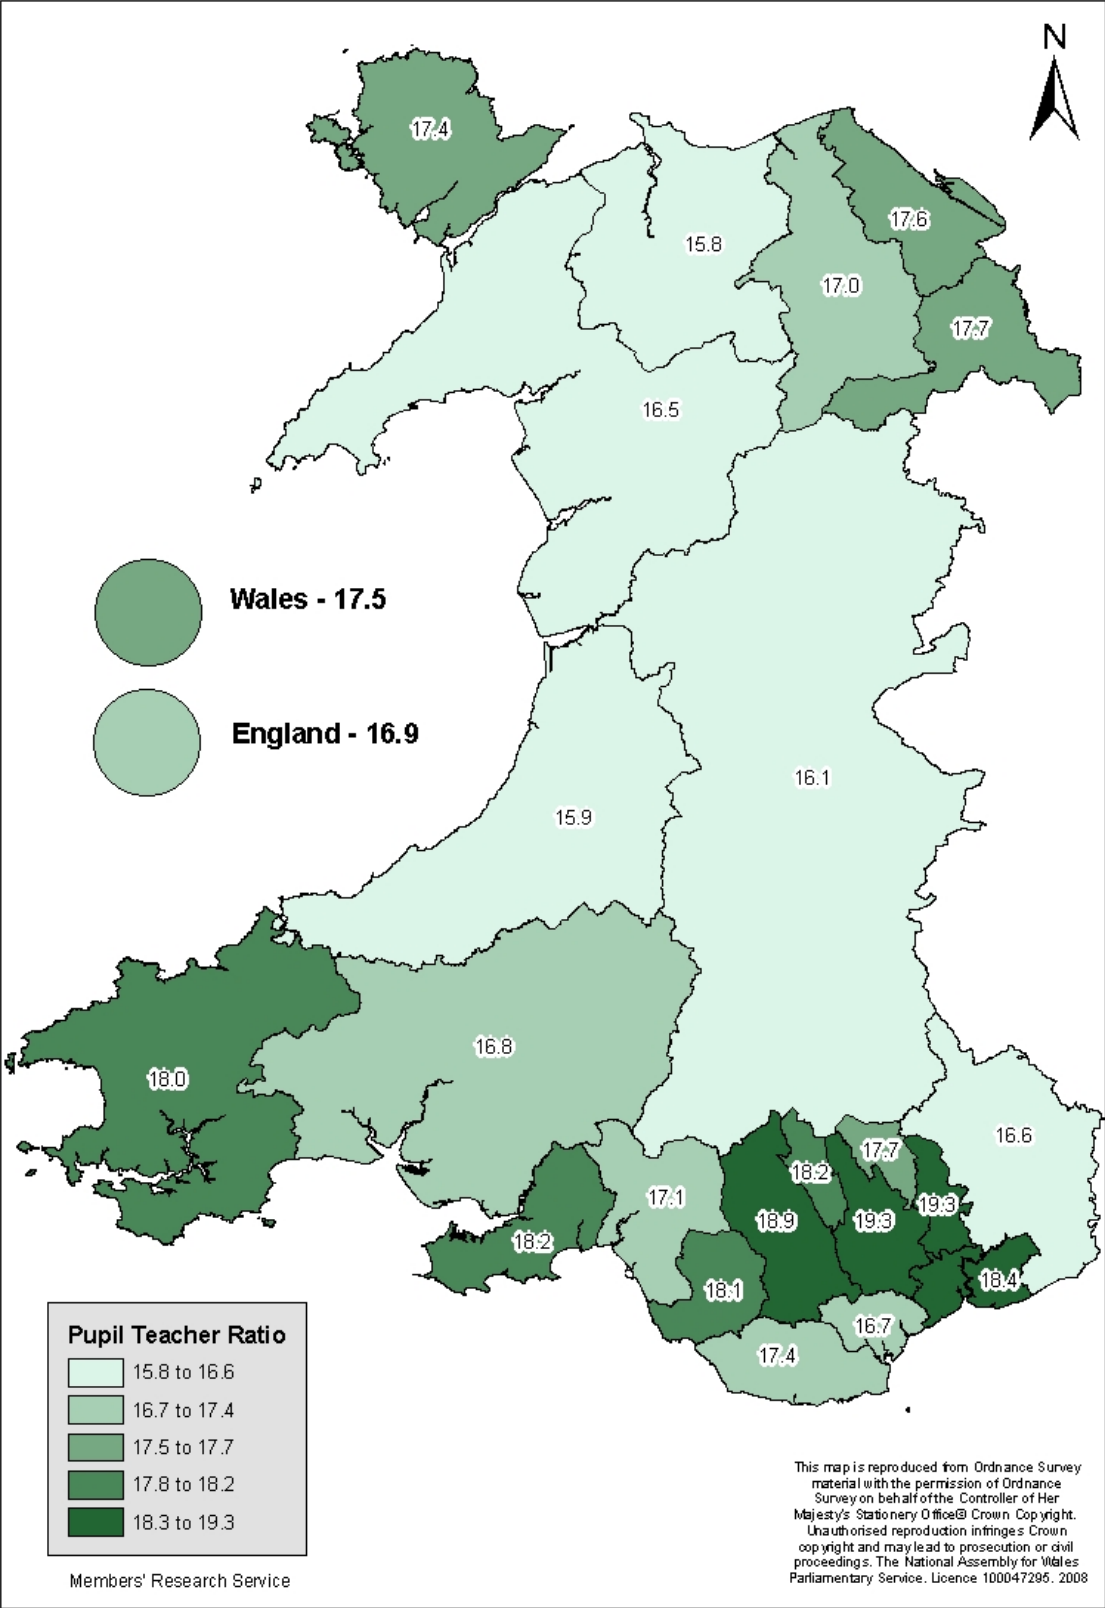 N
17.4
17.6
15.8
17.0
17.7
16.5
Wales - 17.5
England - 16.9
16.1
15.9
16.8
18.0
16.6
17.7
18.2
17.1
19.3
18.9
19.3
18.2
18.4
18.1
16.7
17.4
Pupil Teacher Ratio
15.8 to 16.6
16.7 to 17.4
17.5 to 17.7
17.8 to 18.2
18.3 to 19.3
Members' Research Service
This map is reproduced from Ordnance Survey
material with the permission of Ordnance
Survey on behalf of the Controller of Her
Majesty's Stationery Office® Crown Copyright.
Unauthorised reproduction infringes Crown
copyright and may lead to prosecution or civil
proceedings. The National Assembly for Wales
Parliamentary Service. Licence 100047295. 2008